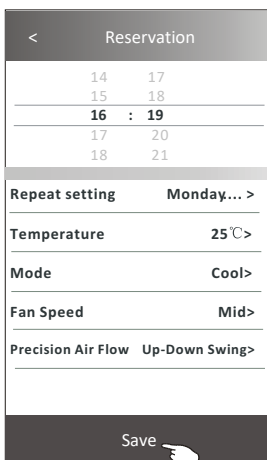 < Reservation
14 17
15 18
16 : 19
17 20
18 21
Repeat setting Monday.... >
Temperature 25℃>
Mode Cool>
Fan Speed Mid>
Precision Air Flow Up-Down Swing>
Save